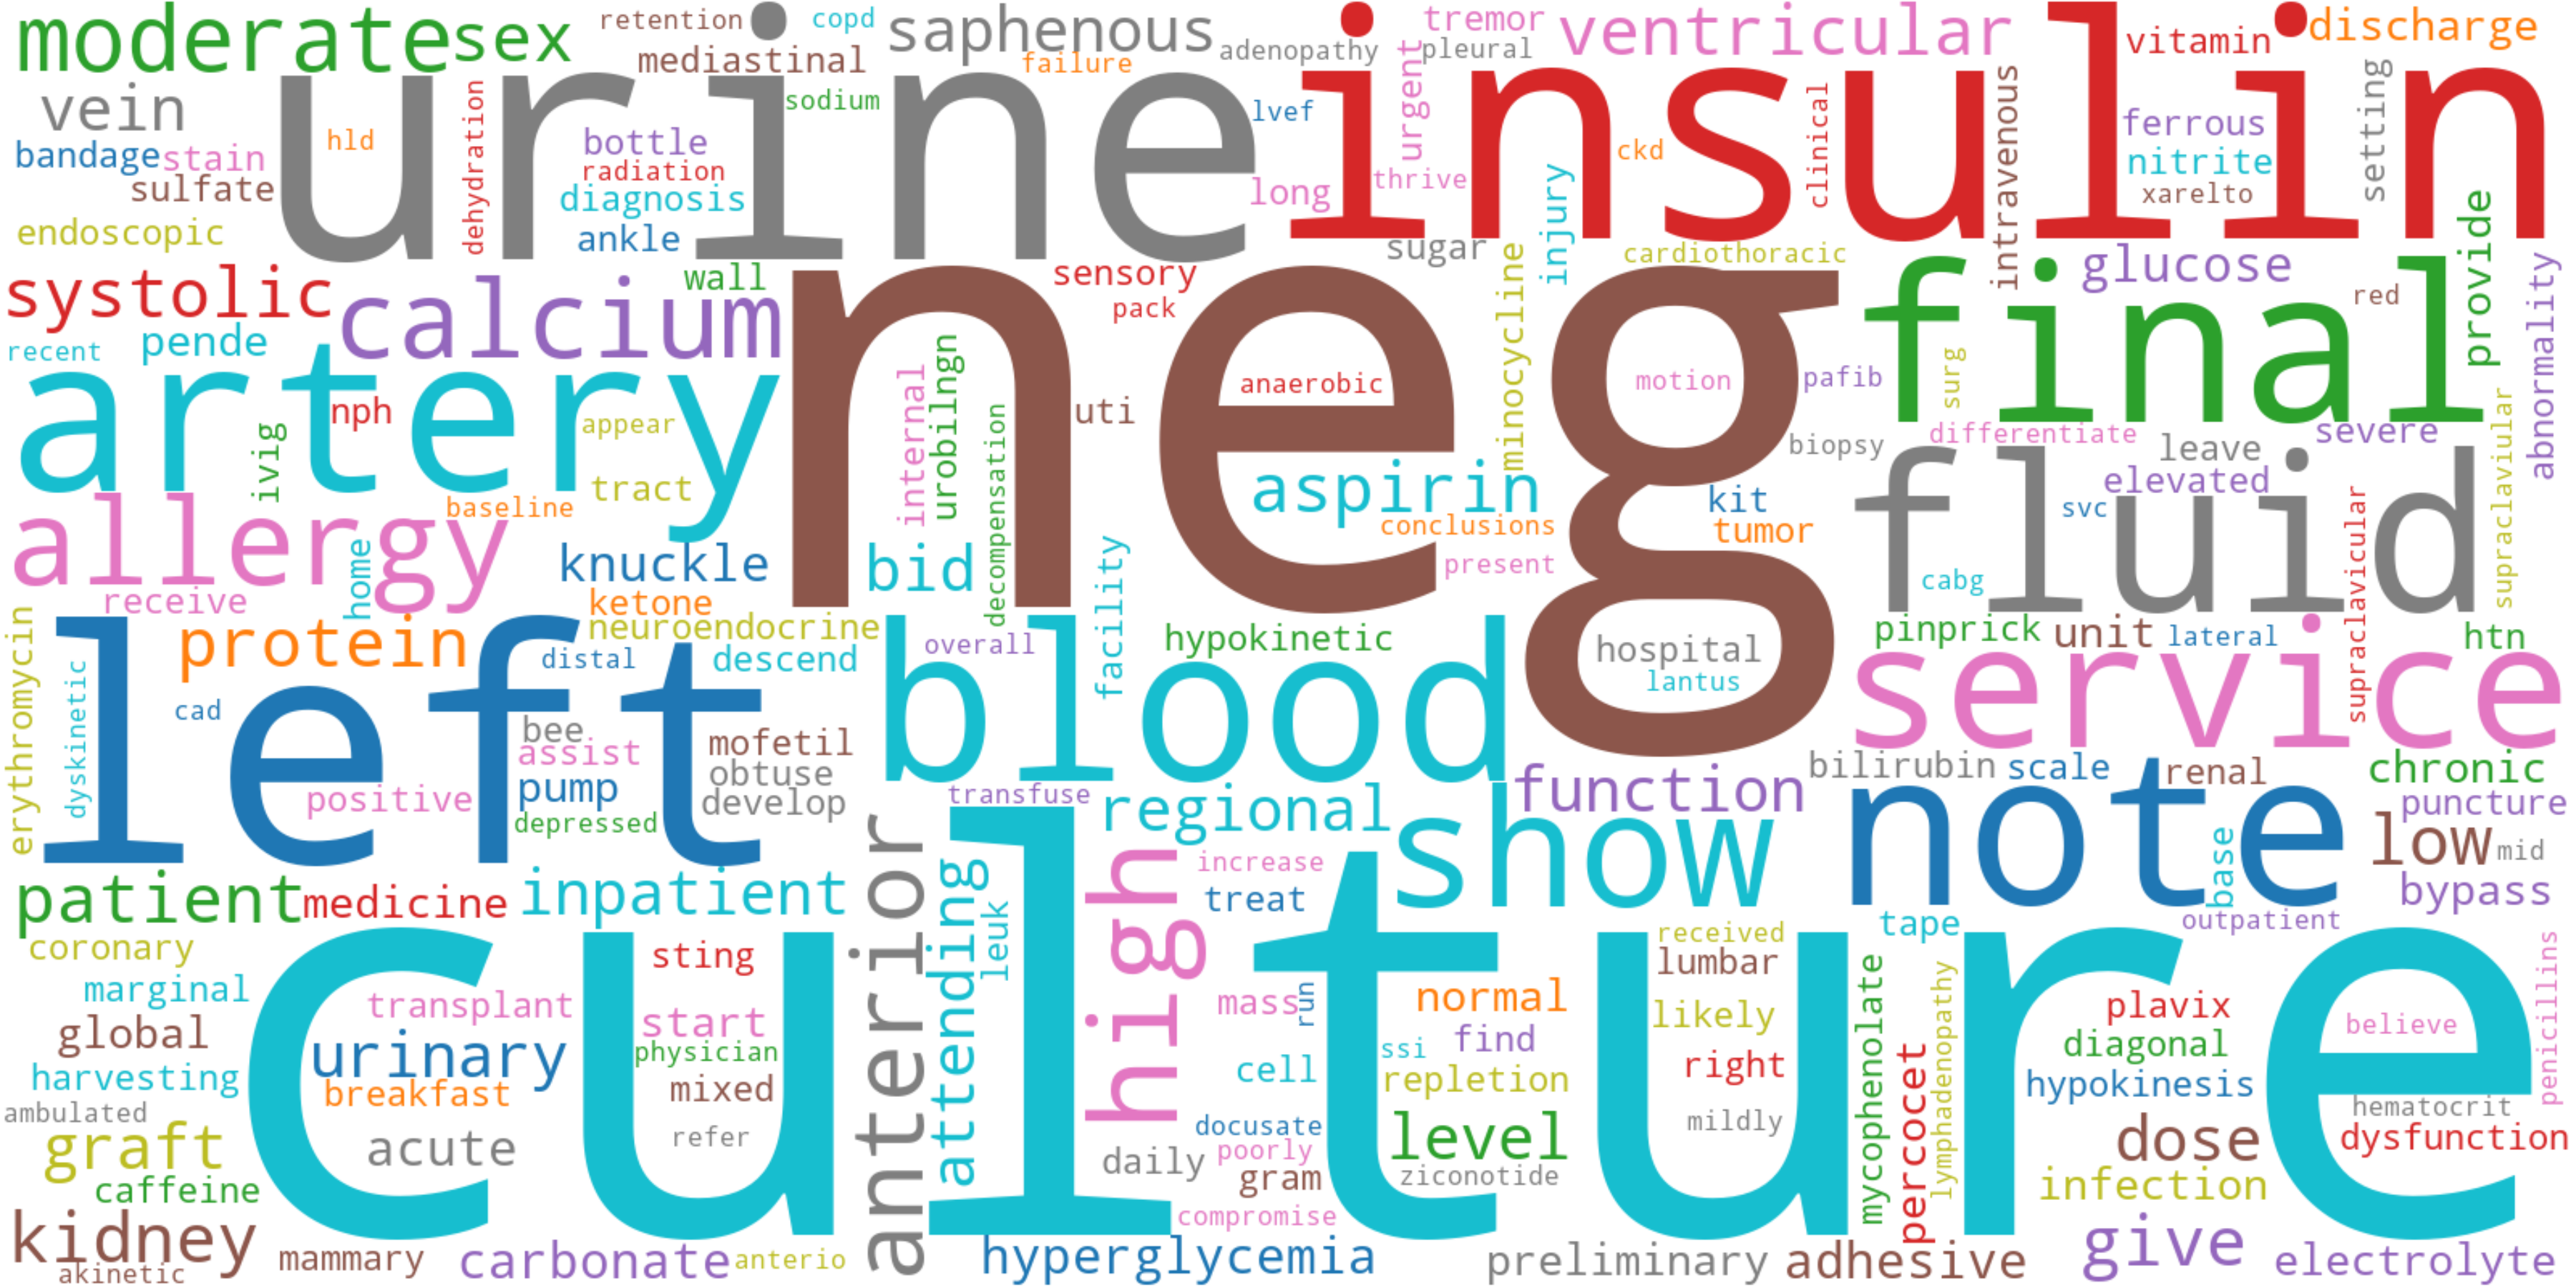 moderate
sex
retention
copd
saphenous
tremor
ventricular
vitamin
discharge
mediastinal
failure
adenopathy
pleural
urgent
vein
urine
sodium
insulin
setting
hld
dehydration
bottle
lvef
ckd
clinical
intravenous
ferrous
bandage
stain
radiation
nitrite
sulfate
diagnosis
long
thrive
injury
xarelto
endoscopic
ankle
sugar
cardiothoracic
provide
systolic
calcium
wall
sensory
minocycline
glucose
pack
neg
final
red
abnormality
recent
pende
artery
nph
appear
internal
urobilngn
anaerobic
motion
pafib
surg
uti
ivig
decompensation
biopsy
differentiate
leave
severe
tract
aspirin
kit
fluid
svc
elevated
supraclaviular
baseline
conclusions
tumor
allergy
home
knuckle
bid
facility
present
cabg
supraclavicular
receive
ketone
erythromycin
left
protein
neuroendocrine
blood
overall
hypokinetic
hospital
pinprick
unit
lateral
htn
distal
descend
lantus
service
dyskinetic
cad
bee
assist
mofetil
obtuse
pump
develop
positive
depressed
transfuse
regional
function
bilirubin
scale
renal
chronic
puncture
show
note
low
mid
base
anterior
attending
leuk
high
increase
treat
patient
medicine
inpatient
bypass
outpatient
coronary
culture
sting
received
tape
lumbar
marginal
transplant
start
mass
run
normal
likely
mycophenolate
lymphadenopathy
plavix
believe
penicillins
global
urinary
physician
ssi
find
right
percocet
diagonal
harvesting
breakfast
mixed
cell
repletion
hypokinesis
ambulated
refer
docusate
level
mildly
hematocrit
graft
acute
daily
poorly
dose
dysfunction
caffeine
gram
ziconotide
infection
kidney
compromise
give
mammary
carbonate
anterio
hyperglycemia
preliminary
adhesive
electrolyte
akinetic